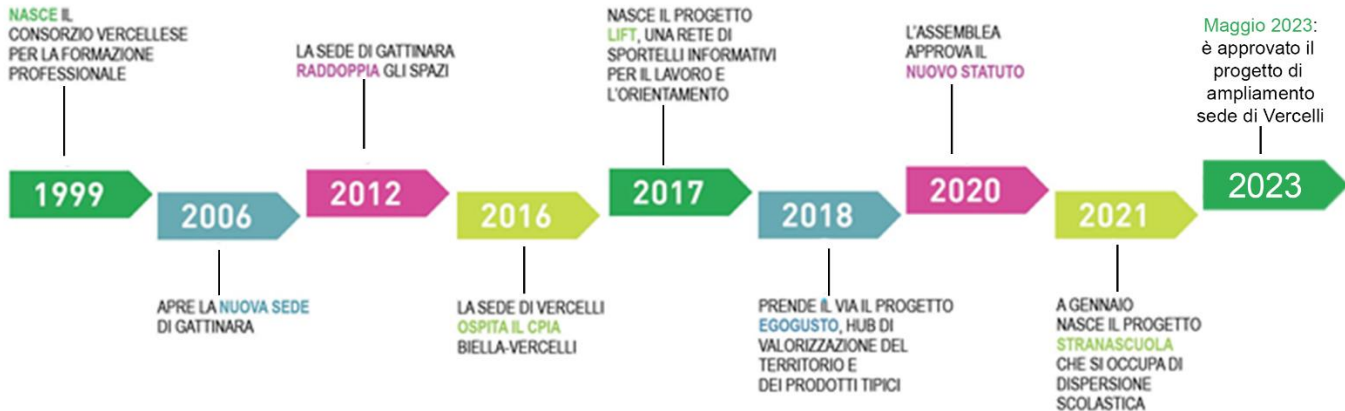 NASCE IL
CONSORZIO VERCELLESE
PER LA FORMAZIONE
PROFESSIONALE
1999
2006
APRE LA NUOVA SEDE
DI GATTINARA
LA SEDE DI GATTINARA
RADDOPPIA GLI SPAZI
2012
2016
LA SEDE DI VERCELLI
OSPITA IL CPIA
BIELLA-VERCELLI
NASCE IL PROGETTO
LIFT, UNA RETE DI
SPORTELLI INFORMATIVI
PER IL LAVORO E
L'ORIENTAMENTO
2017
2018
PRENDE IL VIA IL PROGETTO
EGOGUSTO, HUB DI
VALORIZZAZIONE DEL
TERRITORIO E
DEI PRODOTTI TIPICI
L'ASSEMBLEA
APPROVA IL
NUOVO STATUTO
2020
2021
A GENNAIO
NASCE IL PROGETTO
STRANASCUOLA
CHE SI OCCUPA DI
DISPERSIONE
SCOLASTICA
Maggio 2023:
è approvato il
progetto di
ampliamento
sede di Vercelli
2023